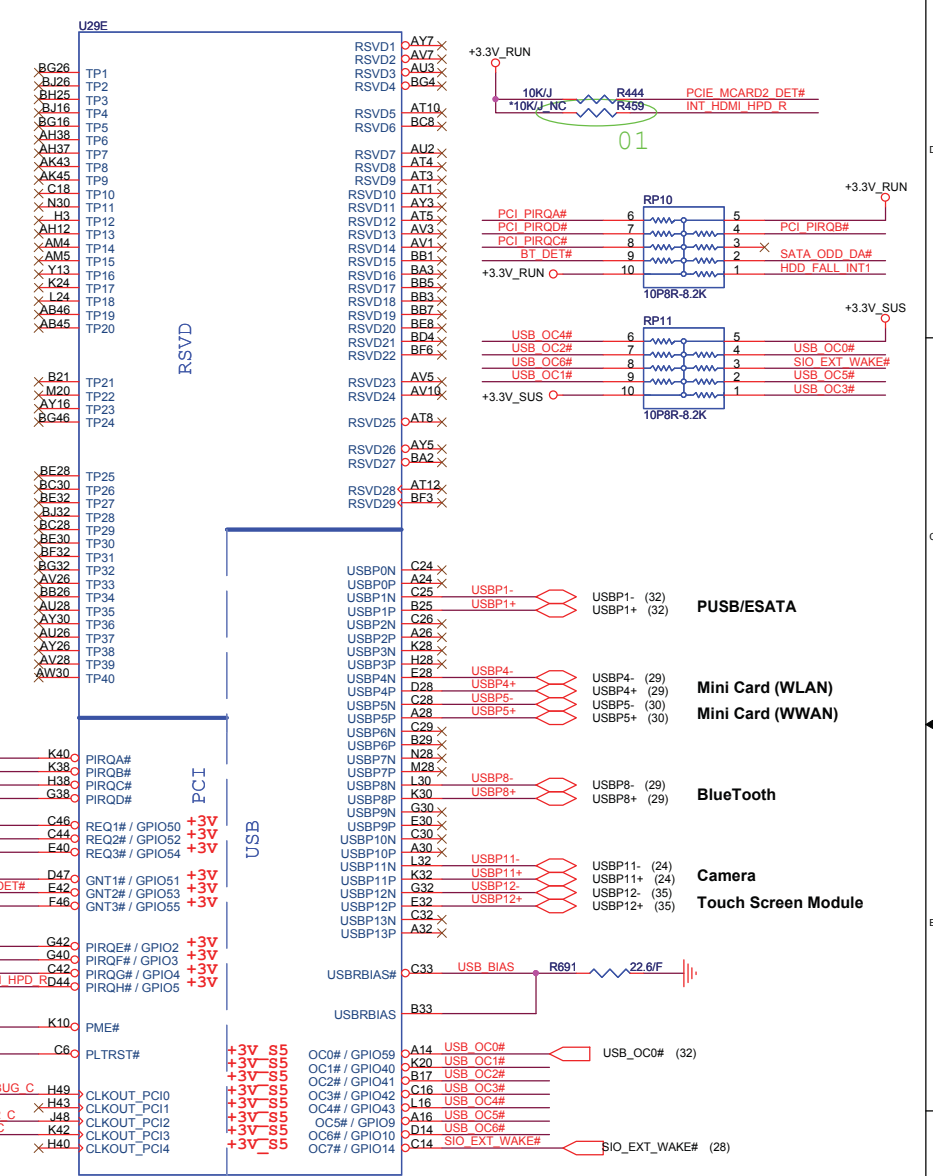 U29E
BG26 TP1
BJ26 TP2
BH25 TP3
BJ16 TP4
BG16 TP5
AH38 TP6
AH37 TP7
AK43 TP8
AK45 TP9
C18 TP10
N30 TP11
H3 TP12
AH12 TP13
AM4 TP14
AM5 TP15
Y13 TP16
K24 TP17
L24 TP18
AB46 TP19
AB45 TP20
B21 TP21
M20 TP22
AY16 TP23
BG46 TP24
BE28 TP25
BC30 TP26
BE32 TP27
BJ32 TP28
BC28 TP29
BE30 TP30
BF32 TP31
BG32 TP32
AV26 TP33
BB26 TP34
AU28 TP35
AY30 TP36
AU26 TP37
AY26 TP38
AV28 TP39
AW30 TP40
RSVD
RSVD1 AY7
RSVD2 AV7
RSVD3 AU3
RSVD4 BG4
RSVD5 AT10
RSVD6 BC8
RSVD7 AU2
RSVD8 AT4
RSVD9 AT3
RSVD10 AT1
RSVD11 AY3
RSVD12 AT5
RSVD13 AV3
RSVD14 AV1
RSVD15 BB1
RSVD16 BA3
RSVD17 BB5
RSVD18 BB3
RSVD19 BB7
RSVD20 BE8
RSVD21 BD4
RSVD22 BF6
RSVD23 AV5
RSVD24 AV10
RSVD25 AT8
RSVD26 AY5
RSVD27 BA2
RSVD28 AT12
RSVD29 BF3
+3.3V_RUN
10K/J R444 PCIE_MCARD2_DET#
*10K/J_NC R459 INT_HDMI_HPD_R
01
+3.3V_RUN
RP10
PCI_PIRQA# 6 5
PCI_PIRQD# 7 4 PCI_PIRQB#
PCI_PIRQC# 8 3
BT_DET# 9 2 SATA_ODD_DA#
+3.3V_RUN 10 1 HDD_FALL_INT1
10P8R-8.2K
+3.3V_SUS
RP11
USB_OC4# 6 5
USB_OC2# 7 4 USB_OC0#
USB_OC6# 8 3 SIO_EXT_WAKE#
USB_OC1# 9 2 USB_OC5#
+3.3V_SUS 10 1 USB_OC3#
10P8R-8.2K
K40 PIRQA#
K38 PIRQB#
H38 PIRQC#
G38 PIRQD#
C46 REQ1# / GPIO50 +3V
C44 REQ2# / GPIO52 +3V
E40 REQ3# / GPIO54 +3V
D47 GNT1# / GPIO51 +3V
DET# E42 GNT2# / GPIO53 +3V
F46 GNT3# / GPIO55 +3V
G42 PIRQE# / GPIO2 +3V
G40 PIRQF# / GPIO3 +3V
C42 PIRQG# / GPIO4 +3V
I_HPD_R D44 PIRQH# / GPIO5 +3V
K10 PME#
C6 PLTRST#
BUG_C H49 CLKOUT_PCI0
H43 CLKOUT_PCI1
C J48 CLKOUT_PCI2
C K42 CLKOUT_PCI3
H40 CLKOUT_PCI4
PCI
USB
USBP0N C24
USBP0P A24
USBP1N C25 USBP1- USBP1- (32)
USBP1P B25 USBP1+ USBP1+ (32)
PUSB/ESATA
USBP2N C26
USBP2P A26
USBP3N K28
USBP3P H28
USBP4N E28 USBP4- USBP4- (29)
USBP4P D28 USBP4+ USBP4+ (29)
Mini Card (WLAN)
USBP5N C28 USBP5- USBP5- (30)
USBP5P A28 USBP5+ USBP5+ (30)
Mini Card (WWAN)
USBP6N C29
USBP6P B29
USBP7N N28
USBP7P M28
USBP8N L30 USBP8- USBP8- (29)
USBP8P K30 USBP8+ USBP8+ (29)
BlueTooth
USBP9N G30
USBP9P E30
USBP10N C30
USBP10P A30
USBP11N L32 USBP11- USBP11- (24)
USBP11P K32 USBP11+ USBP11+ (24)
Camera
USBP12N G32 USBP12- USBP12- (35)
USBP12P E32 USBP12+ USBP12+ (35)
Touch Screen Module
USBP13N C32
USBP13P A32
USBRBIAS# C33 USB_BIAS R691 22.6/F
USBRBIAS B33
+3V_S5 OC0# / GPIO59 A14 USB_OC0# USB_OC0# (32)
+3V_S5 OC1# / GPIO40 K20 USB_OC1#
+3V_S5 OC2# / GPIO41 B17 USB_OC2#
+3V_S5 OC3# / GPIO42 C16 USB_OC3#
+3V_S5 OC4# / GPIO43 L16 USB_OC4#
+3V_S5 OC5# / GPIO9 A16 USB_OC5#
+3V_S5 OC6# / GPIO10 D14 USB_OC6#
+3V_S5 OC7# / GPIO14 C14 SIO_EXT_WAKE# SIO_EXT_WAKE# (28)